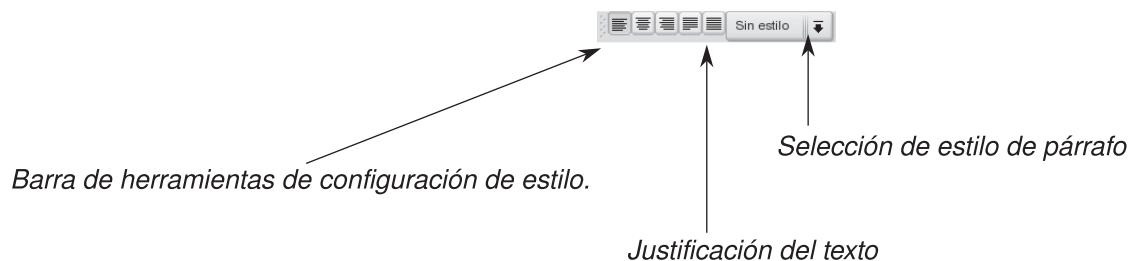 Sin estilo
Selección de estilo de párrafo
Barra de herramientas de configuración de estilo.
Justificación del texto